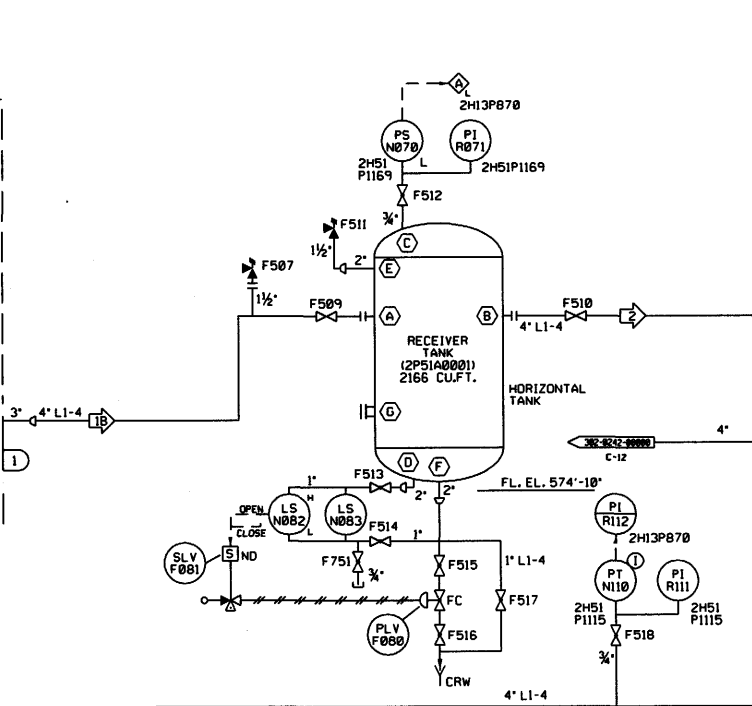 A
L
2H13P870
PS
N070
PI
R071
2H51
P1169
L
2H51P1169
F512
3/4"
F511
1½"
2"
C
E
F507
1½"
F509
A
B
F510
4" L1-4
2
RECEIVER
TANK
(2P51A0001)
2166 CU.FT.
HORIZONTAL
TANK
G
3"
4" L1-4
1B
1
4"
302-0242-00000
C-12
D
F
F513
1"
2"
2"
FL. EL. 574'-10"
H
LS
N082
L
LS
N083
OPEN
CLOSE
F514
1"
PI
R112
2H13P870
SLV
F081
S
ND
F751
3/4"
F515
1" L1-4
I
PT
N110
PI
R111
FC
F517
PLV
F080
F516
2H51
P1115
2H51
P1115
F518
3/4"
CRW
4" L1-4